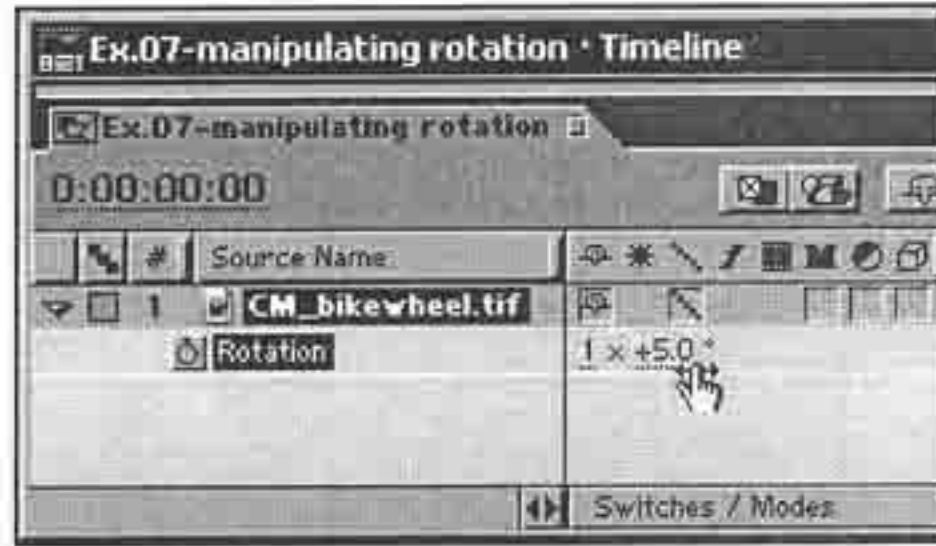 Ex.07-manipulating rotation • Timeline
Ex.07-manipulating rotation
0:00:00:00
# Source Name
1 CM_bikewheel.tif
Rotation 1 x +5.0 °
Switches / Modes